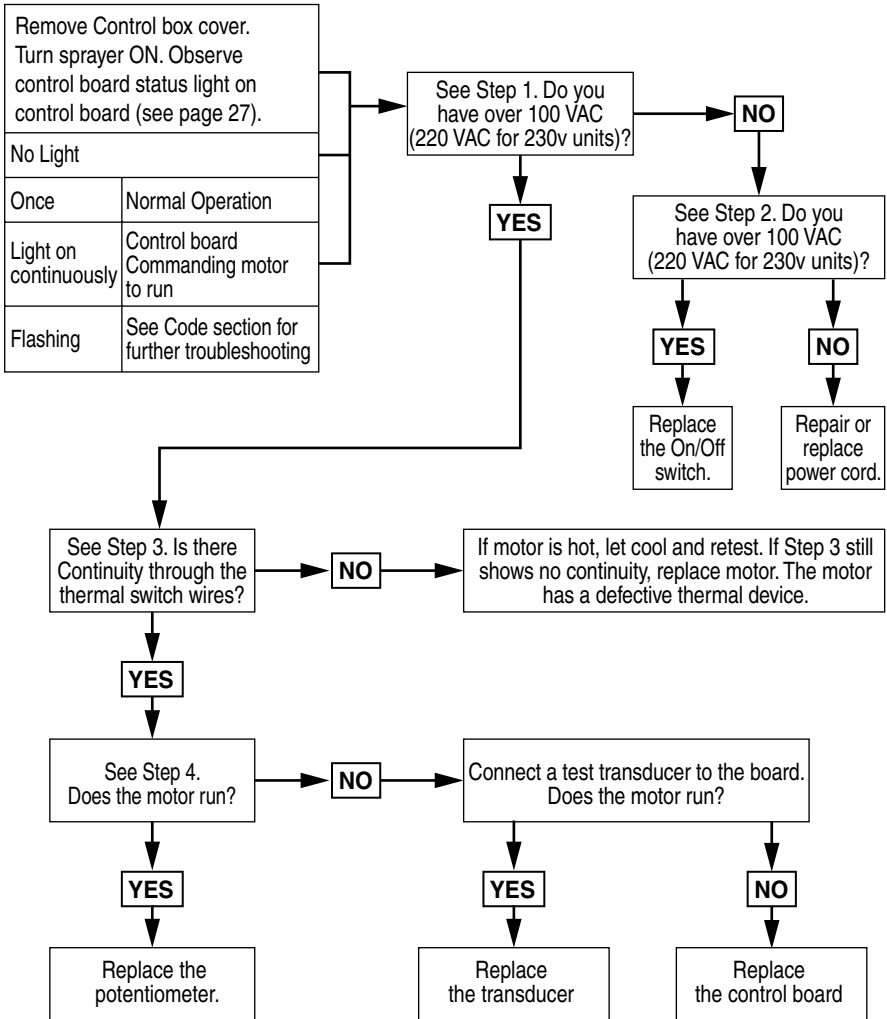 Remove Control box cover.
Turn sprayer ON. Observe
control board status light on
control board (see page 27).
No Light
Once
Normal Operation
Light on
continuously
Control board
Commanding motor
to run
Flashing
See Code section for
further troubleshooting
See Step 1. Do you
have over 100 VAC
(220 VAC for 230v units)?
NO
YES
See Step 2. Do you
have over 100 VAC
(220 VAC for 230v units)?
YES
NO
Replace
the On/Off
switch.
Repair or
replace
power cord.
See Step 3. Is there
Continuity through the
thermal switch wires?
NO
If motor is hot, let cool and retest. If Step 3 still
shows no continuity, replace motor. The motor
has a defective thermal device.
YES
See Step 4.
Does the motor run?
NO
Connect a test transducer to the board.
Does the motor run?
YES
YES
NO
Replace the
potentiometer.
Replace
the transducer
Replace
the control board